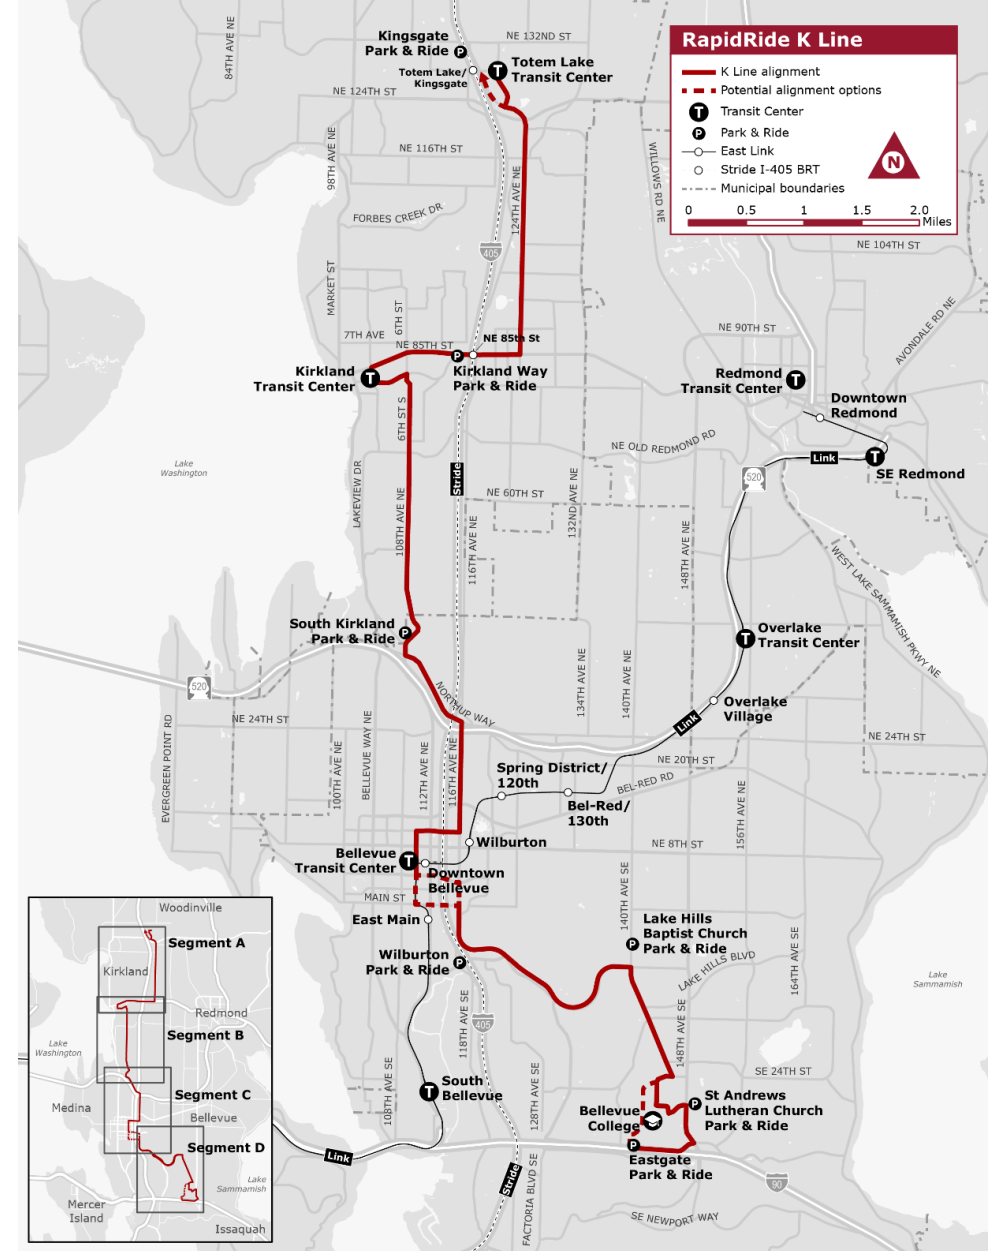 RapidRide K Line
K Line alignment
Potential alignment options
T
Transit Center
P
Park & Ride
East Link
Stride I-405 BRT
Municipal boundaries
N
0
0.5
1
1.5
2.0
Miles
84TH AVE NE
Kingsgate
Park & Ride
P
NE 132ND ST
Totem Lake/
Kingsgate
T
Totem Lake
Transit Center
NE 124TH ST
98TH AVE NE
NE 116TH ST
124TH AVE NE
WILLOWS RD NE
FORBES CREEK DR
405
NE 104TH ST
MARKET ST
6TH ST
7TH AVE
NE 85TH ST
NE 85th St
NE 90TH ST
AVONDALE RD NE
P
Kirkland
Transit Center
T
Kirkland Way
Park & Ride
Redmond
Transit Center
T
Downtown
Redmond
6TH ST S
NE OLD REDMOND RD
Link
T
SE Redmond
Lake
Washington
LAKEVIEW DR
Stride
520
108TH AVE NE
NE 60TH ST
116TH AVE NE
132ND AVE NE
148TH AVE NE
WEST LAKE SAMMAMISH PKWY NE
South Kirkland
Park & Ride
P
Overlake
Transit Center
T
520
NORTHUP WAY
134TH AVE NE
140TH AVE NE
Overlake
Village
Link
NE 24TH ST
NE 24TH ST
EVERGREEN POINT RD
100TH AVE NE
BELLEVUE WAY NE
112TH AVE NE
116TH AVE NE
NE 20TH ST
Spring District/
120th
BEL-RED RD
Bel-Red/
130th
156TH AVE NE
Wilburton
NE 8TH ST
Bellevue
Transit Center
T
Downtown
Bellevue
MAIN ST
East Main
140TH AVE SE
Lake Hills
Baptist Church
Park & Ride
P
Wilburton
Park & Ride
P
LAKE HILLS BLVD
164TH AVE SE
Lake
Sammamish
118TH AVE SE
405
148TH AVE SE
108TH AVE SE
128TH AVE SE
SE 24TH ST
South
Bellevue
T
P
St Andrews
Lutheran Church
Park & Ride
Bellevue
College
P
Eastgate
Park & Ride
Link
Stride
FACTORIA BLVD SE
90
SE NEWPORT WAY
Woodinville
Segment A
Kirkland
Redmond
Segment B
Lake
Washington
Segment C
Medina
Bellevue
Segment D
Lake
Sammamish
Mercer
Island
Issaquah